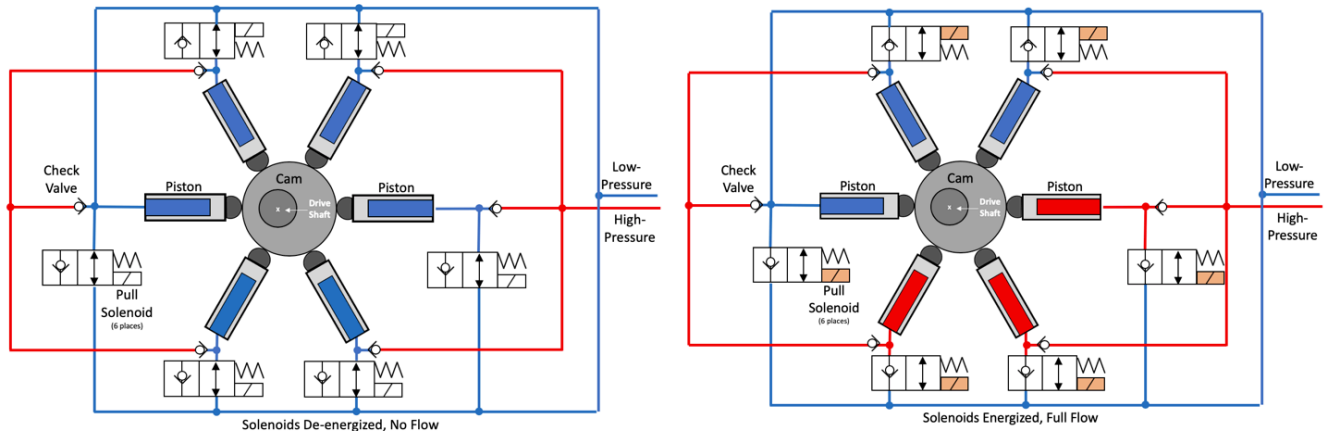 Check
Valve
Piston
Cam
Drive
Shaft
x
Piston
Low-
Pressure
High-
Pressure
Pull
Solenoid
(6 places)
Solenoids De-energized, No Flow
Check
Valve
Piston
Cam
Drive
Shaft
x
Piston
Low-
Pressure
High-
Pressure
Pull
Solenoid
(6 places)
Solenoids Energized, Full Flow